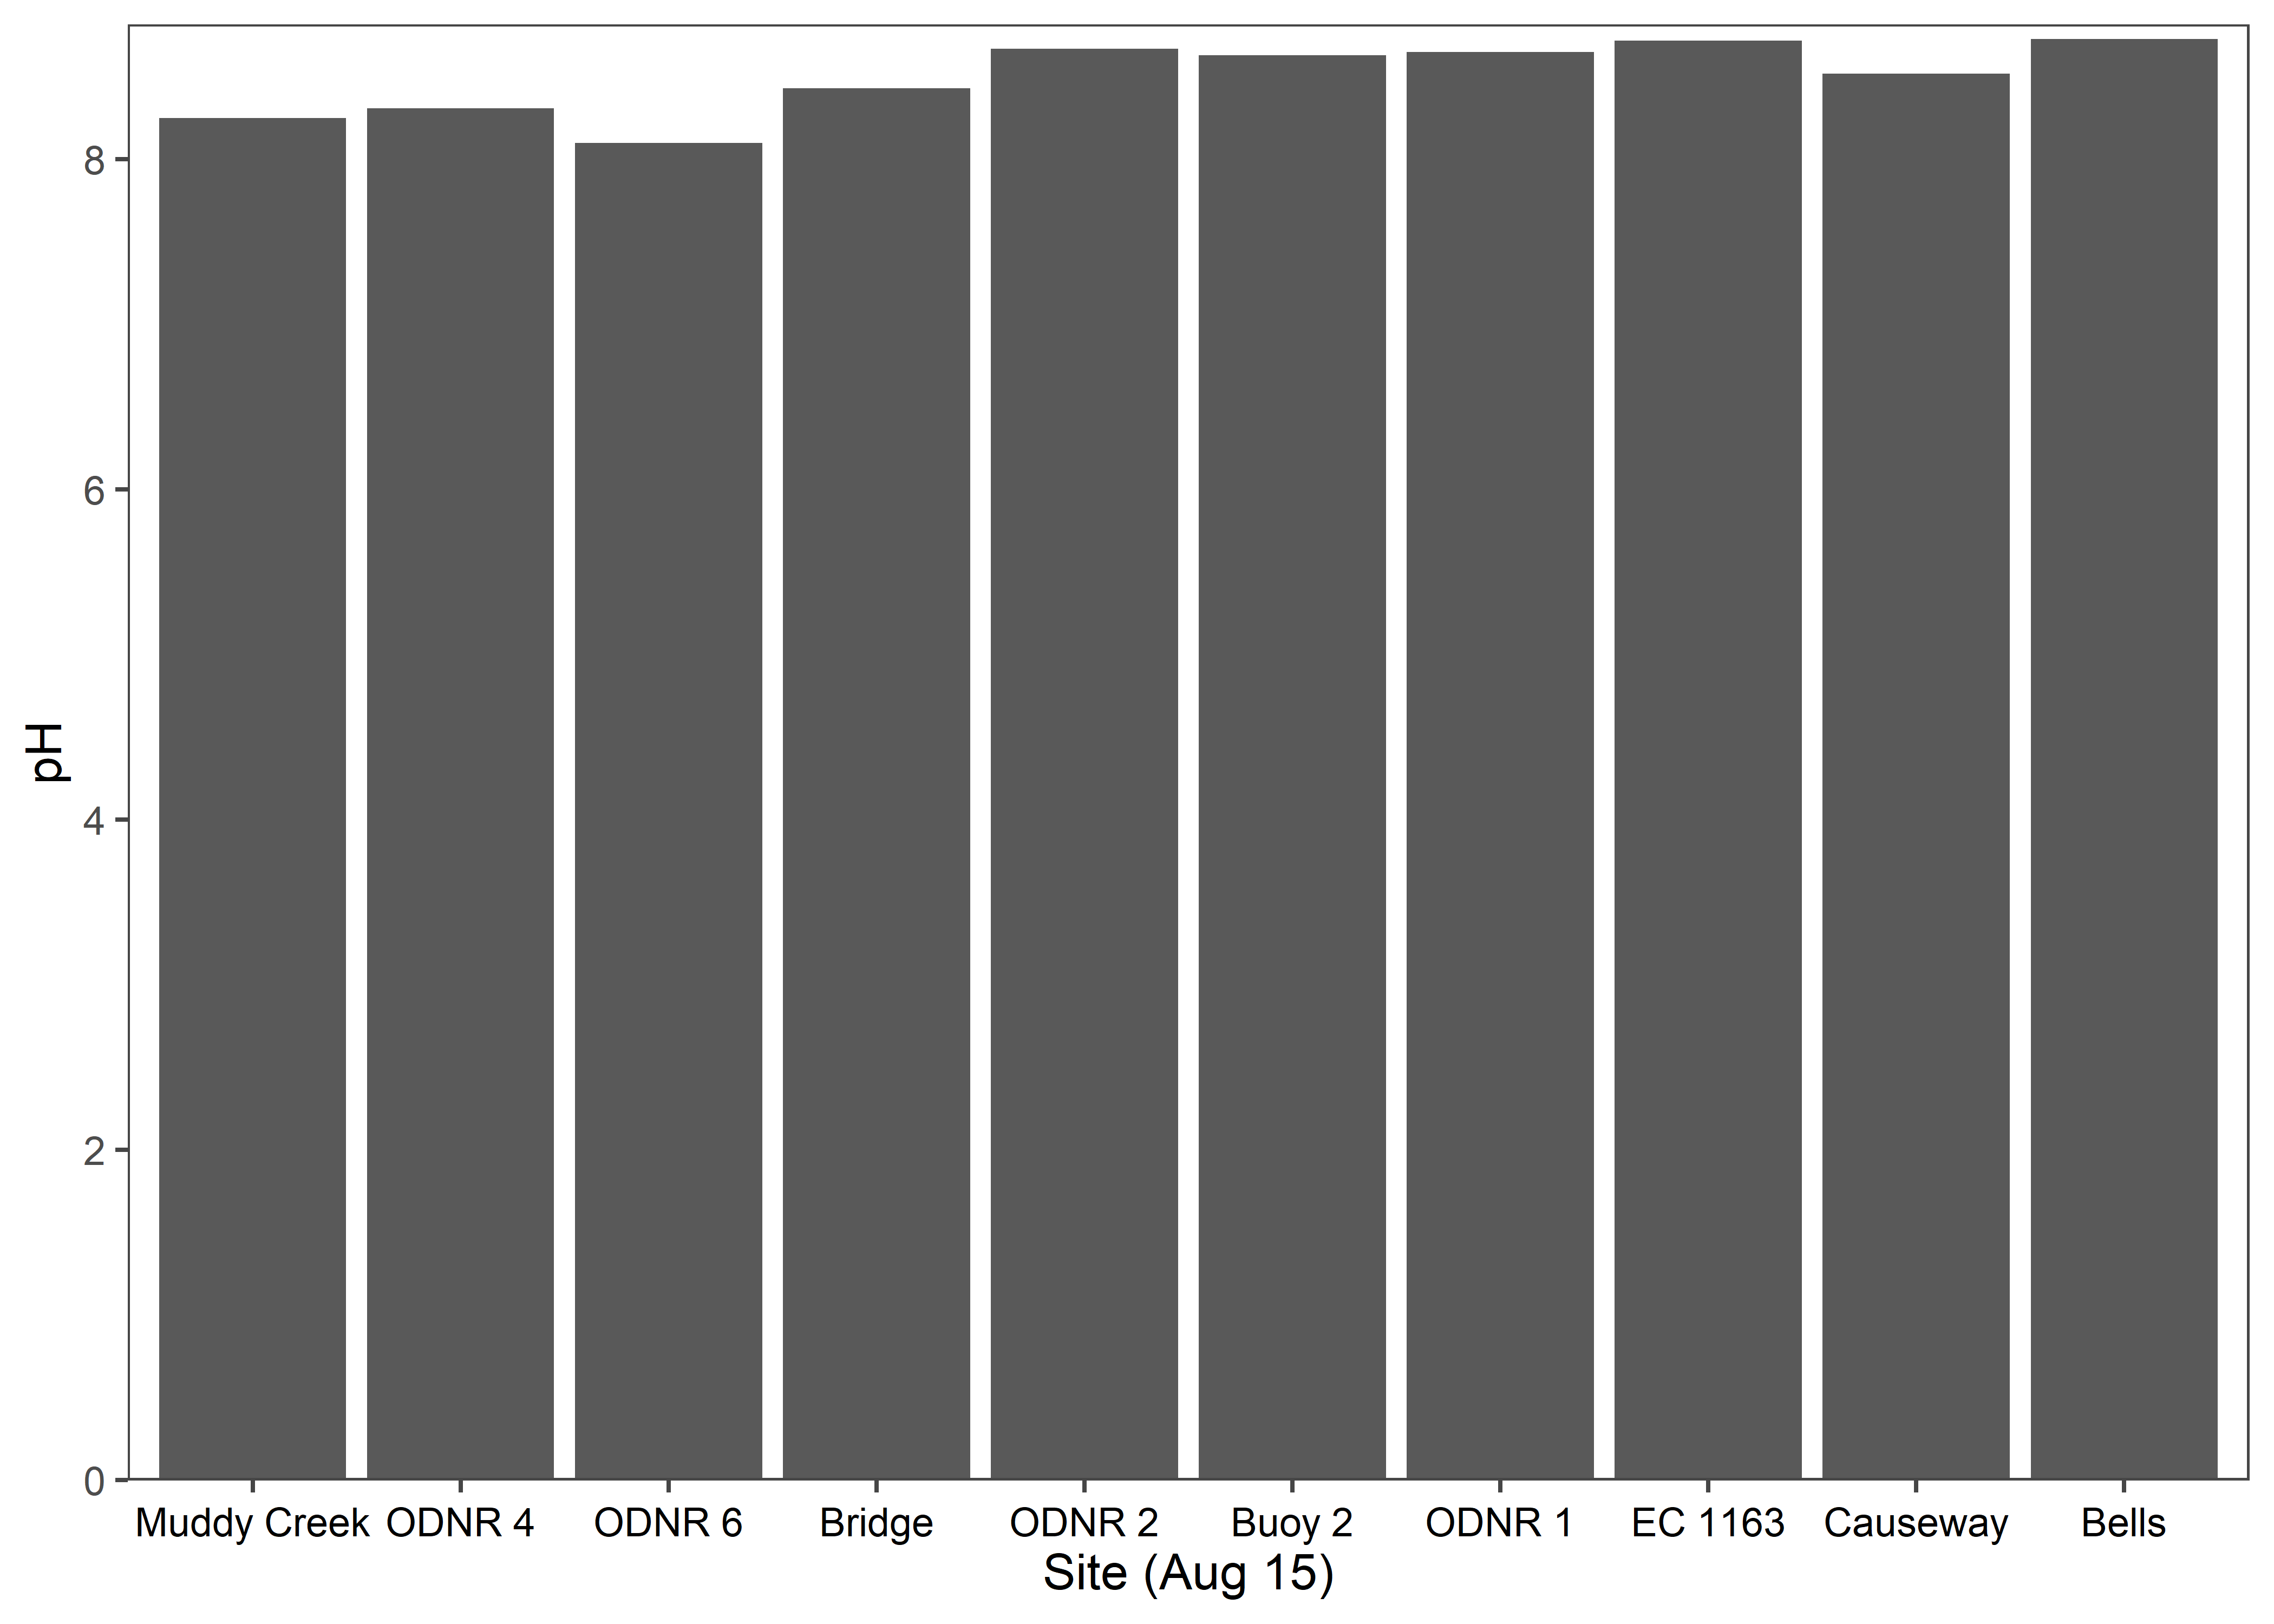 pH
8
6
4
2
0
Muddy Creek ODNR 4 ODNR 6 Bridge ODNR 2 Buoy 2 ODNR 1 EC 1163 Causeway Bells
Site (Aug 15)